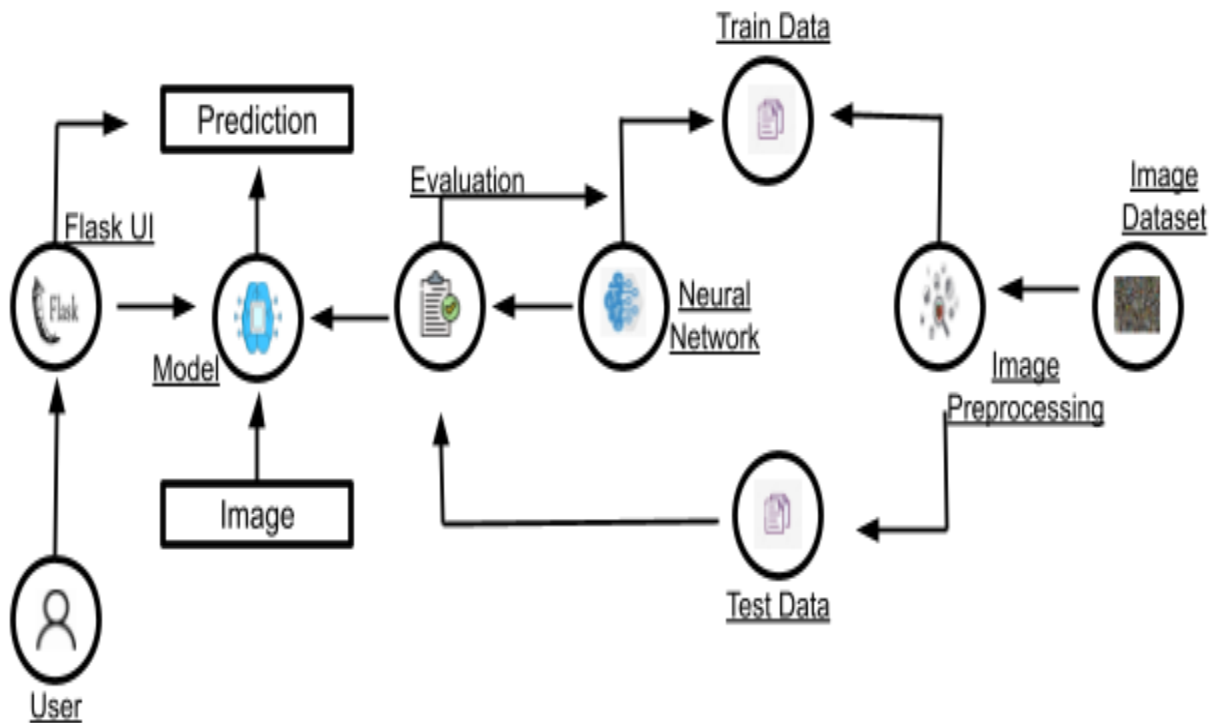 Train Data
Prediction
Evaluation
Image
Dataset
Flask UI
Flask
Neural
Network
Model
Image
Preprocessing
Image
Test Data
User